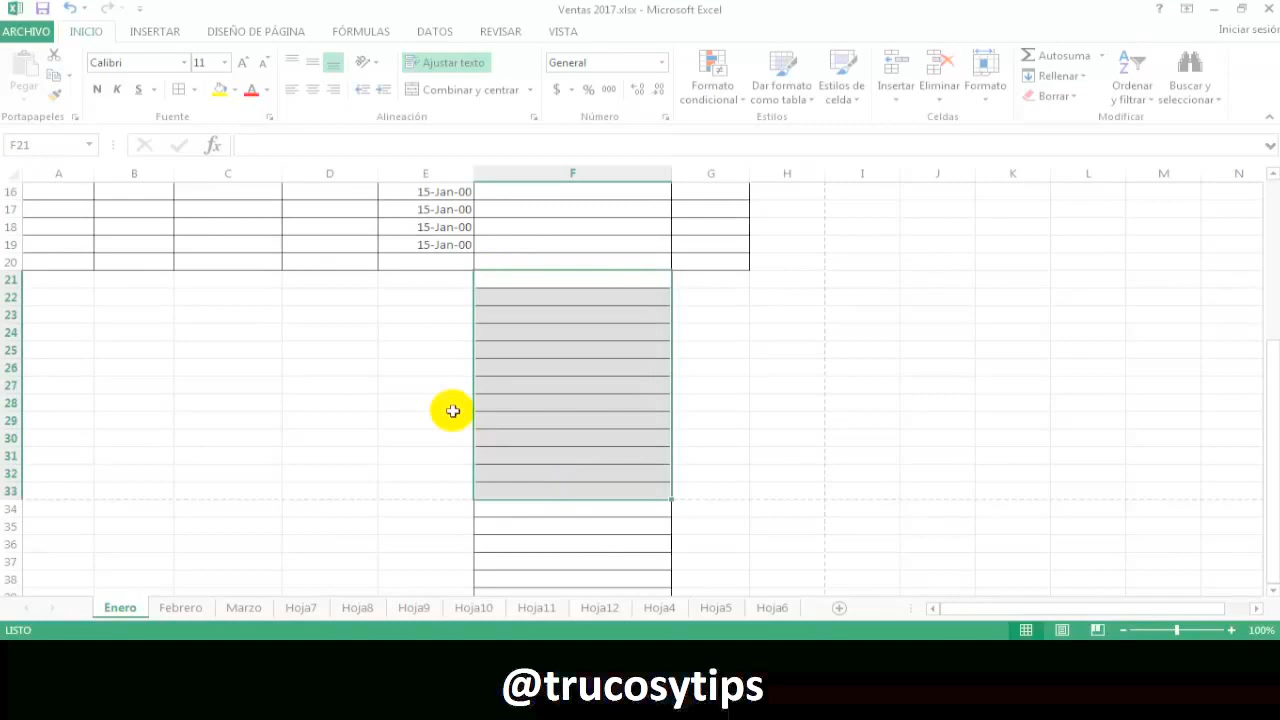 Ventas 2017.xlsx - Microsoft Excel
ARCHIVO INICIO INSERTAR DISEÑO DE PÁGINA FÓRMULAS DATOS REVISAR VISTA Iniciar sesión
Pegar
Portapapeles
Calibri 11
N K S
Fuente
Ajustar texto
Combinar y centrar
Alineación
General
$ % 000
Número
Formato condicional
Dar formato como tabla
Estilos de celda
Estilos
Insertar Eliminar Formato
Celdas
Autosuma
Rellenar
Borrar
Ordenar y filtrar
Buscar y seleccionar
Modificar
F21 fx
A B C D E F G H I J K L M N
16 15-Jan-00
17 15-Jan-00
18 15-Jan-00
19 15-Jan-00
20
21
22
23
24
25
26
27
28
29
30
31
32
33
34
35
36
37
38
Enero Febrero Marzo Hoja7 Hoja8 Hoja9 Hoja10 Hoja11 Hoja12 Hoja4 Hoja5 Hoja6
LISTO 100%
@trucosytips